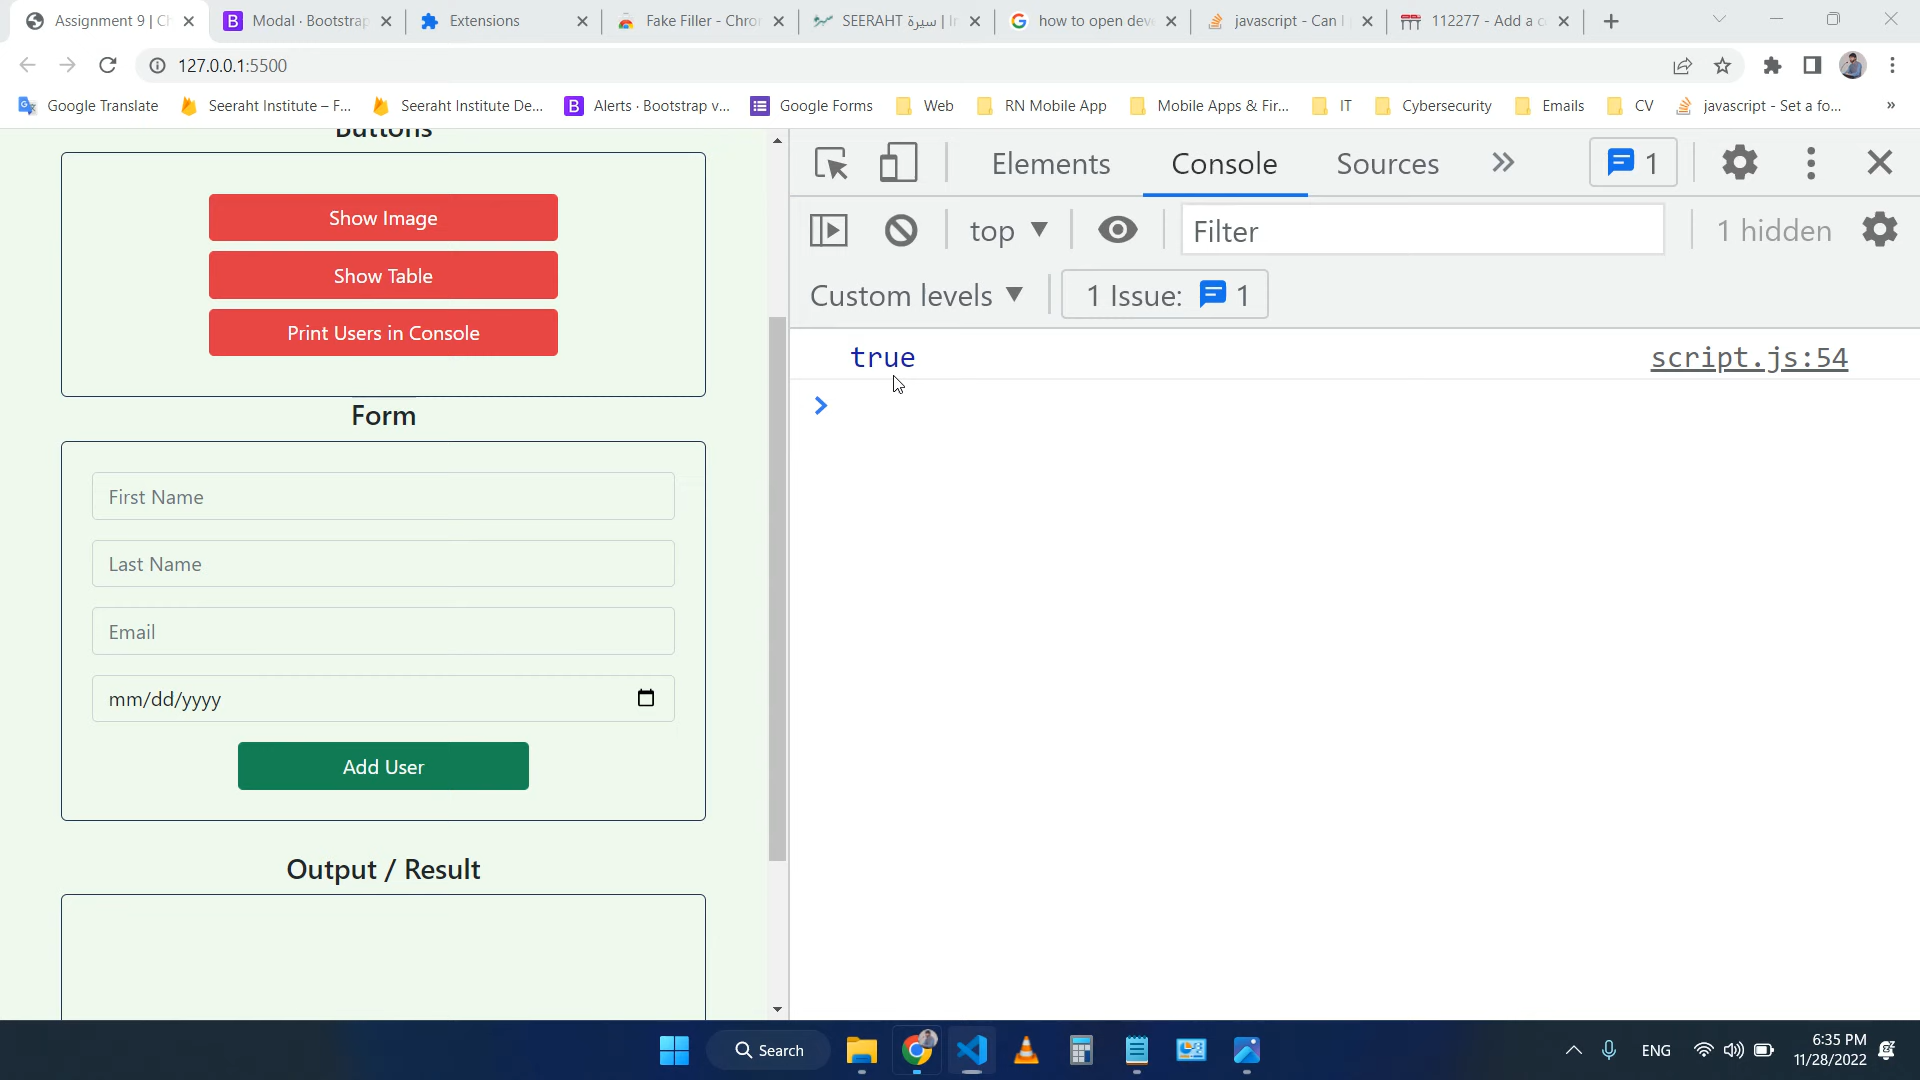 Assignment 9 | Ch
Modal · Bootstrap
Extensions
Fake Filler - Chro
SEERAHT سيرة | In
how to open dev
javascript - Can I
112277 - Add a c
127.0.0.1:5500
Google Translate
Seeraht Institute – F...
Seeraht Institute De...
Alerts · Bootstrap v...
Google Forms
Web
RN Mobile App
Mobile Apps & Fir...
IT
Cybersecurity
Emails
CV
javascript - Set a fo...
»
Buttons
Show Image
Show Table
Print Users in Console
Form
First Name
Last Name
Email
mm/dd/yyyy
Add User
Output / Result
Elements
Console
Sources
1
top
Filter
1 hidden
Custom levels
1 Issue: 1
true
script.js:54
Search
ENG
6:35 PM
11/28/2022